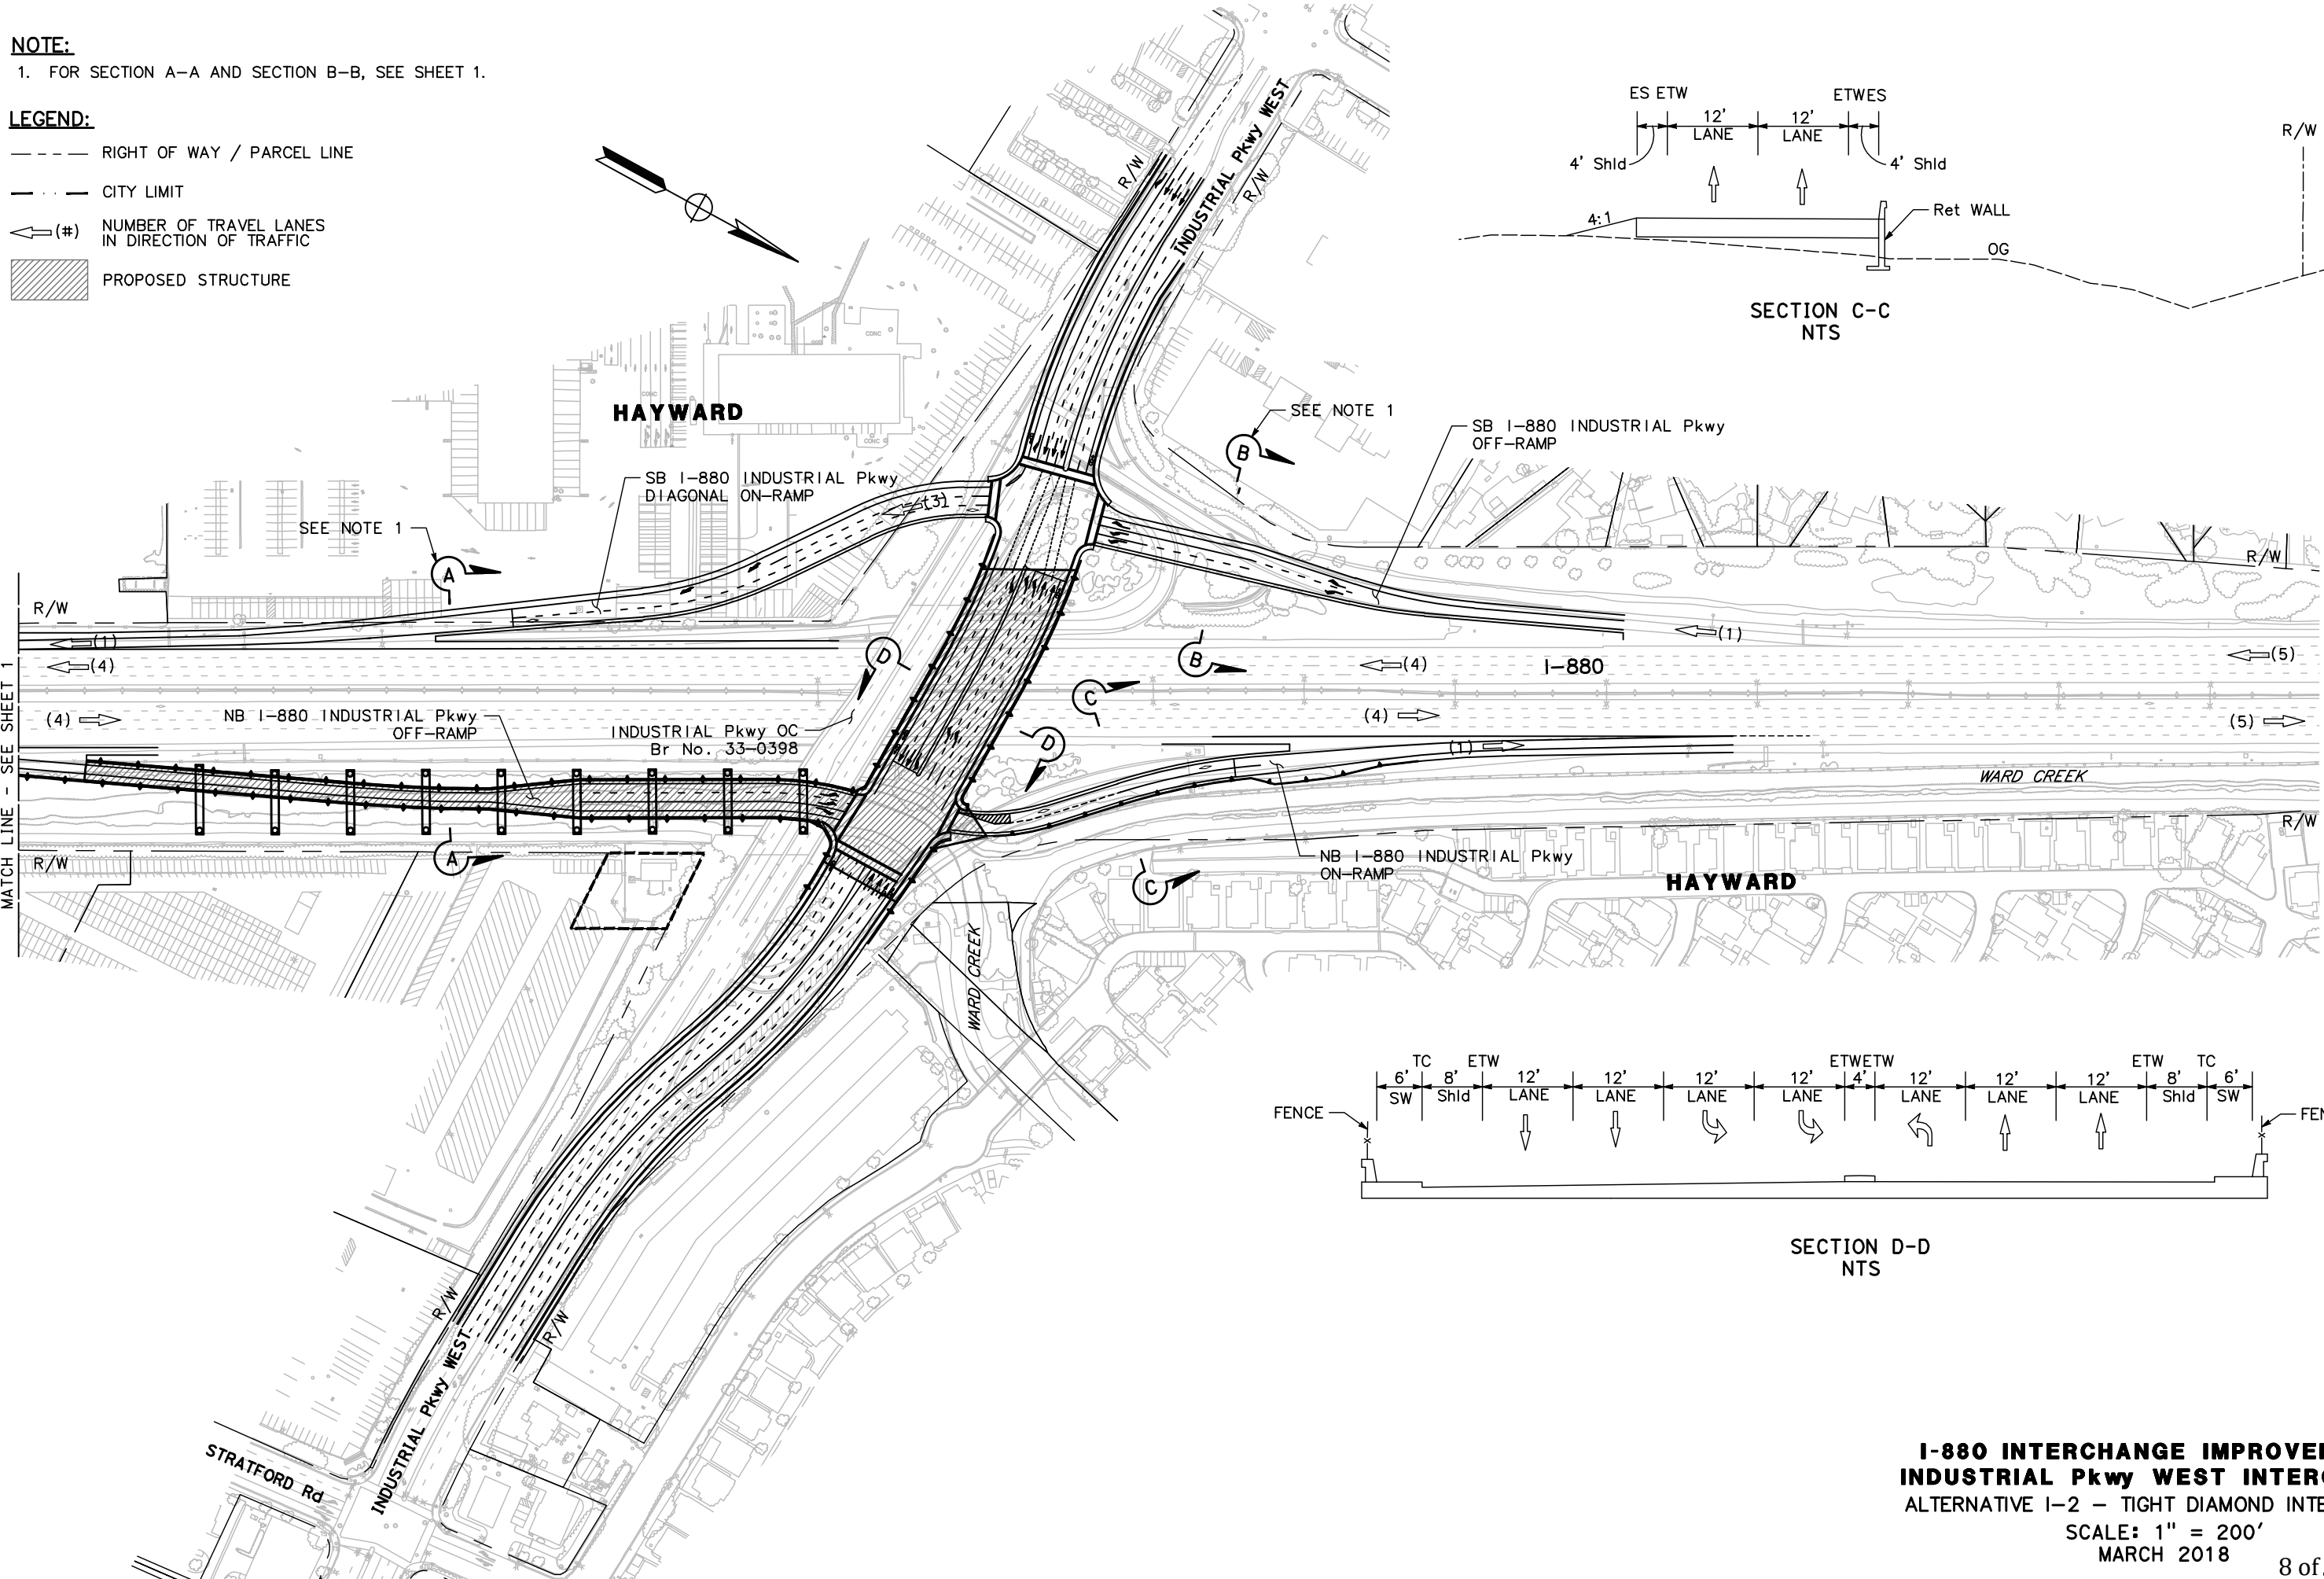 NOTE:
1. FOR SECTION A-A AND SECTION B-B, SEE SHEET 1.
LEGEND:
RIGHT OF WAY / PARCEL LINE
CITY LIMIT
(#) NUMBER OF TRAVEL LANES
IN DIRECTION OF TRAFFIC
PROPOSED STRUCTURE
INDUSTRIAL Pkwy WEST
R/W
R/W
ES ETW
ETWES
12'
LANE
12'
LANE
4' Shld
4' Shld
4:1
Ret WALL
OG
R/W
SECTION C-C
NTS
HAYWARD
SEE NOTE 1
B
SB I-880 INDUSTRIAL Pkwy
OFF-RAMP
SB I-880 INDUSTRIAL Pkwy
DIAGONAL ON-RAMP
(3)
SEE NOTE 1
A
CONC
CONC
CONC
R/W
R/W
(1)
(4)
(1)
(4)
I-880
(5)
D
B
C
D
(4)
NB I-880 INDUSTRIAL Pkwy
OFF-RAMP
INDUSTRIAL Pkwy OC
Br No. 33-0398
(4)
(5)
(1)
WARD CREEK
R/W
MATCH LINE - SEE SHEET 1
R/W
A
C
NB I-880 INDUSTRIAL Pkwy
ON-RAMP
HAYWARD
WARD CREEK
TC
ETW
ETWETW
ETW
TC
6'
SW
8'
Shld
12'
LANE
12'
LANE
12'
LANE
12'
LANE
4'
12'
LANE
12'
LANE
12'
LANE
8'
Shld
6'
SW
FENCE
SECTION D-D
NTS
R/W
R/W
INDUSTRIAL Pkwy WEST
STRATFORD Rd
I-880 INTERCHANGE
INDUSTRIAL Pkwy WEST
ALTERNATIVE I-2 - TIGHT DIAMOND
SCALE: 1" = 200'
MARCH 2018
8 of